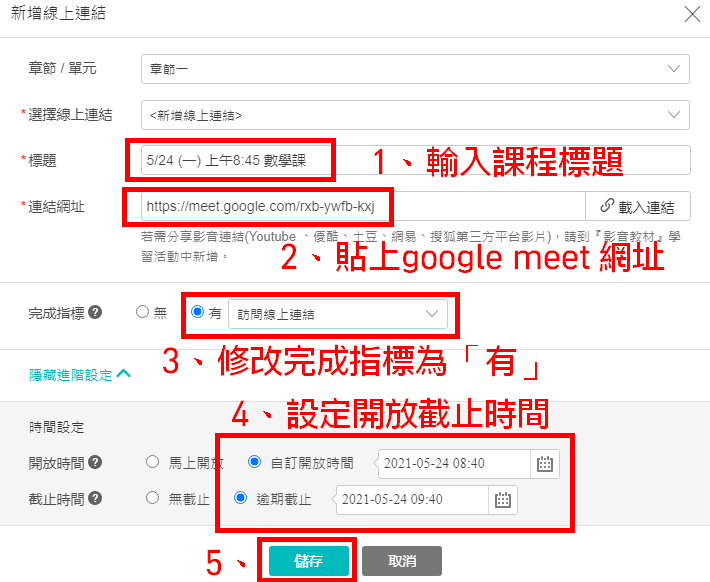 新增線上連結
章節 / 單元
章節一
*選擇線上連結
<新增線上連結>
*標題
5/24 (一) 上午8:45 數學課
1、輸入課程標題
*連結網址
https://meet.google.com/rxb-ywfb-kxj
載入連結
若需分享影音連結(Youtube 、優酷、土豆、網易、搜狐第三方平台影片)，請到『影音教材』學
習活動中新增。
2、貼上google meet 網址
完成指標?
無
有
訪問線上連結
3、修改完成指標為「有」
隱藏進階設定
4、設定開放截止時間
時間設定
開放時間?
馬上開放
自訂開放時間
2021-05-24 08:40
截止時間?
無截止
逾期截止
2021-05-24 09:40
5、
儲存
取消